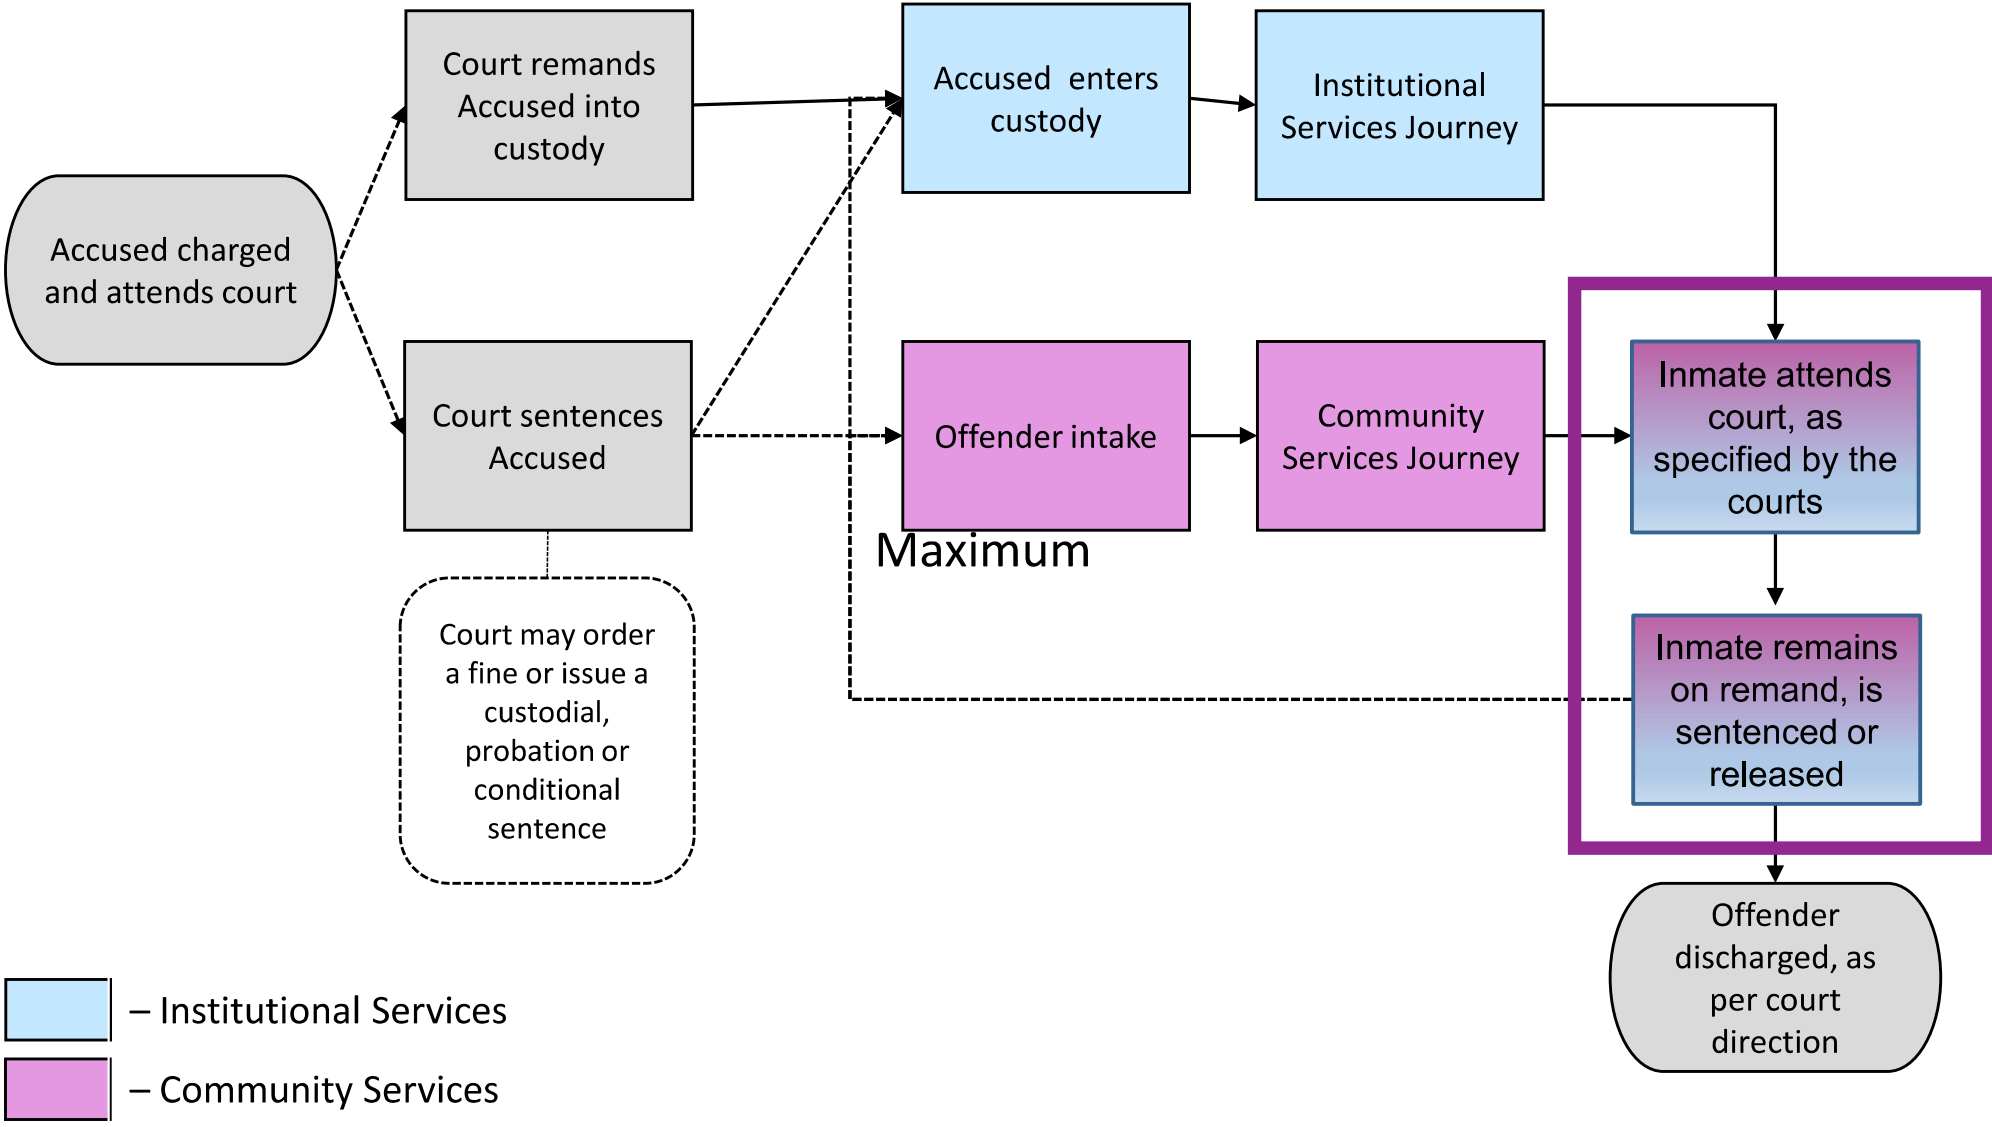 Court remands
Accused into
custody
Accused enters
custody
Institutional
Services Journey
Accused charged
and attends court
Court sentences
Accused
Offender intake
Community
Services Journey
Inmate attends
court, as
specified by the
courts
Maximum
Court may order
a fine or issue a
custodial,
probation or
conditional
sentence
Inmate remains
on remand, is
sentenced or
released
Offender
discharged, as
per court
direction
– Institutional Services
– Community Services